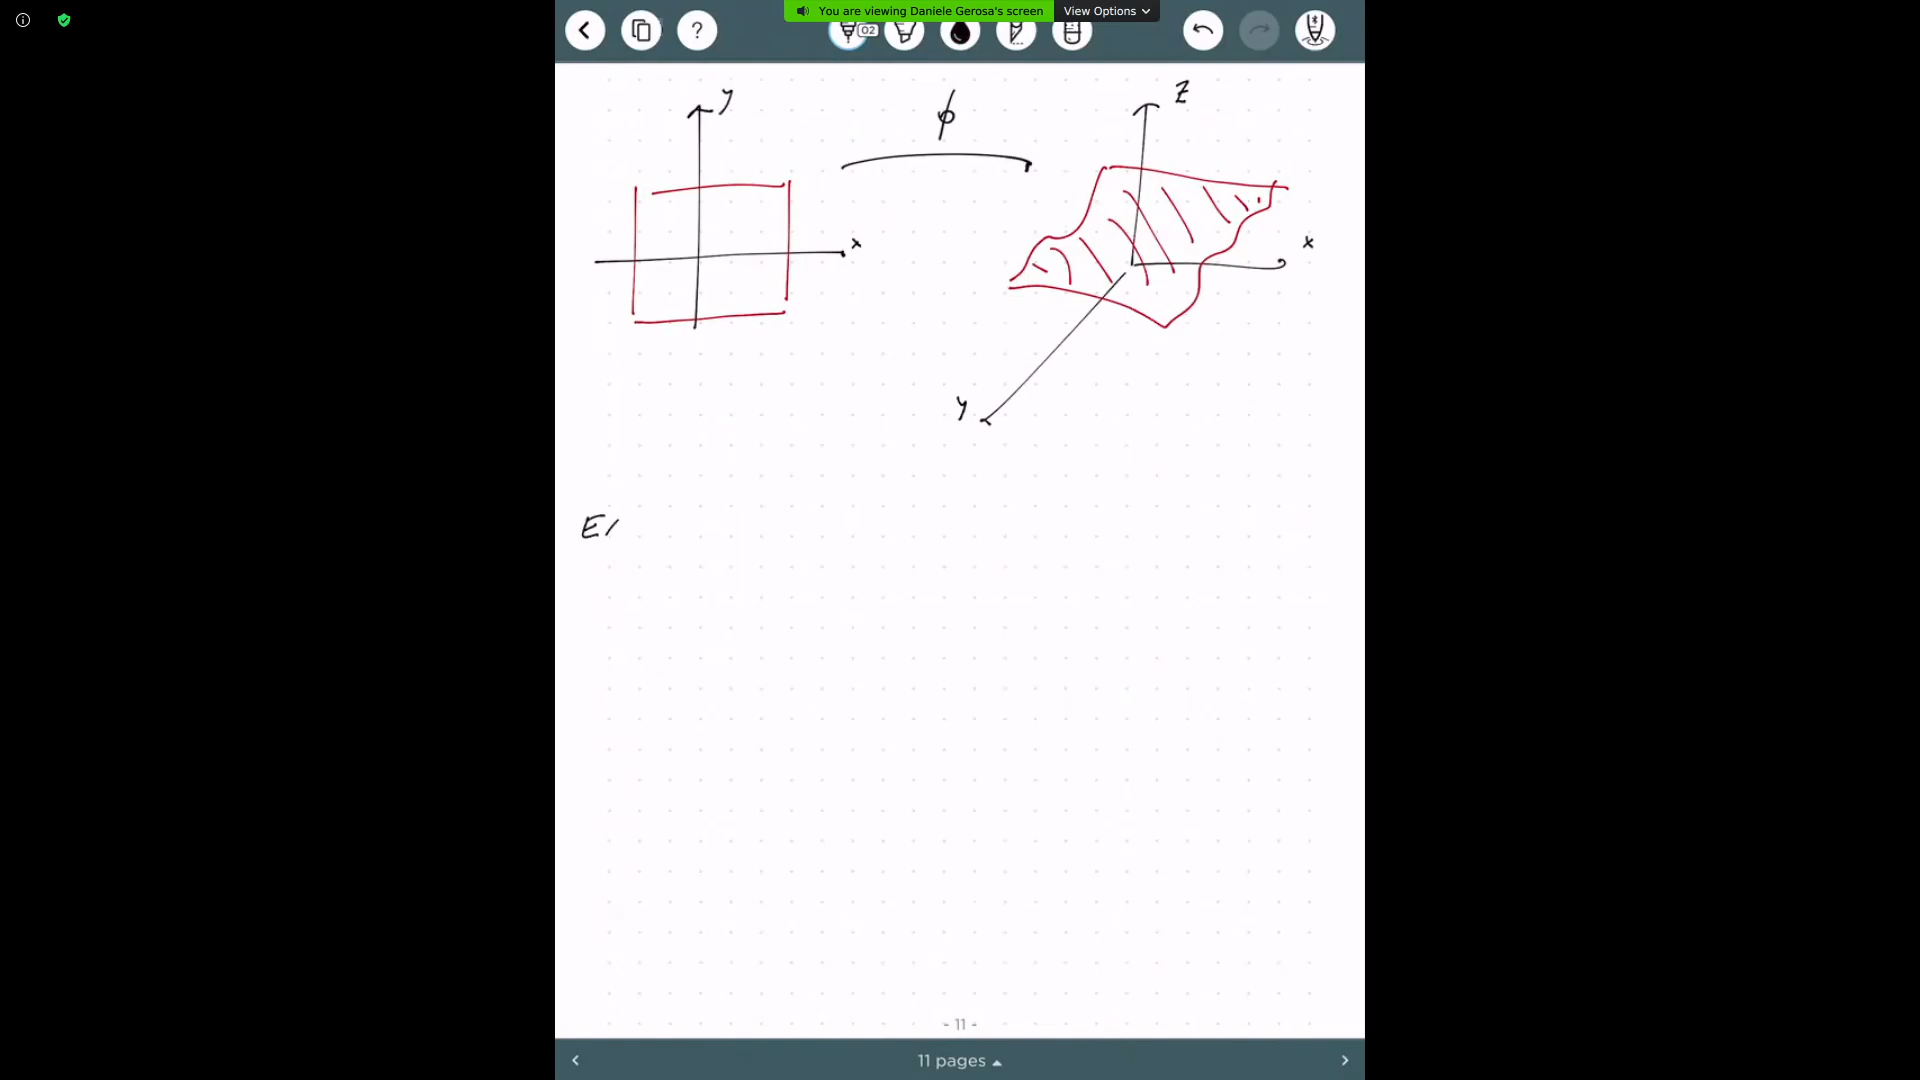 You are viewing Daniele Gerosa's screen View Options
? 02
y ϕ z
x x
y
E
- 11 -
11 pages